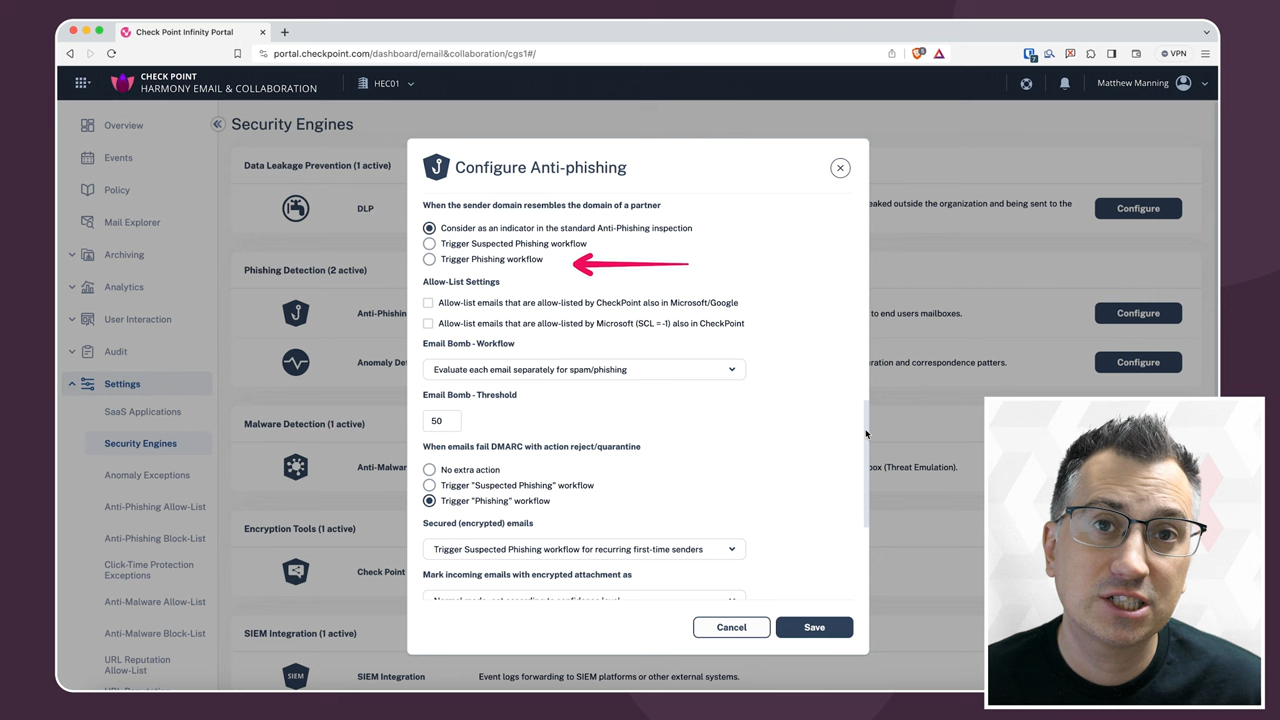 Check Point Infinity Portal
portal.checkpoint.com/dashboard/email&collaboration/cgs1#/
VPN
CHECK POINT
HARMONY EMAIL & COLLABORATION
HEC01
Matthew Manning
Overview
Events
Policy
Mail Explorer
Archiving
Analytics
User Interaction
Audit
Settings
SaaS Applications
Security Engines
Anomaly Exceptions
Anti-Phishing Allow-List
Anti-Phishing Block-List
Click-Time Protection
Exceptions
Anti-Malware Allow-List
Anti-Malware Block-List
URL Reputation
Allow-List
Security Engines
Data Leakage Prevention (1 active)
DLP
eaked outside the organization and being sent to the
Configure
Phishing Detection (2 active)
Anti-Phishin
to end users mailboxes.
Configure
Anomaly De
ration and correspondence patters.
Configure
Malware Detection (1 active)
Anti-Malwar
box (Threat Emulation).
Configure
Encryption Tools (1 active)
Check Point
Configure
SIEM Integration (1 active)
SIEM
SIEM Integration
Event logs forwarding to SIEM platforms or other external systems.
Configure
Configure Anti-phishing
When the sender domain resembles the domain of a partner
Consider as an indicator in the standard Anti-Phishing inspection
Trigger Suspected Phishing workflow
Trigger Phishing workflow
Allow-List Settings
Allow-list emails that are allow-listed by CheckPoint also in Microsoft/Google
Allow-list emails that are allow-listed by Microsoft (SCL = -1) also in CheckPoint
Email Bomb - Workflow
Evaluate each email separately for spam/phishing
Email Bomb - Threshold
50
When emails fail DMARC with action reject/quarantine
No extra action
Trigger "Suspected Phishing" workflow
Trigger "Phishing" workflow
Secured (encrypted) emails
Trigger Suspected Phishing workflow for recurring first-time senders
Mark incoming emails with encrypted attachment as
Cancel
Save